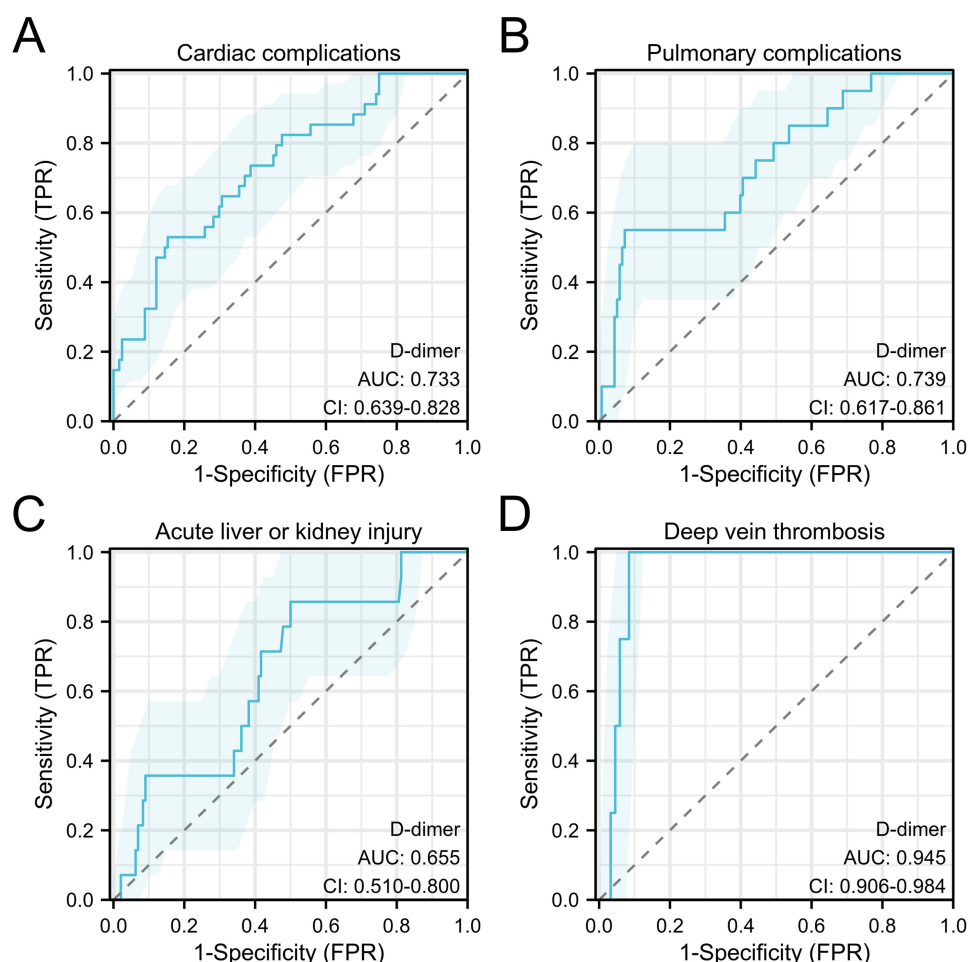 A
Cardiac complications
Sensitivity (TPR)
1.0
0.8
0.6
0.4
0.2
0.0
D-dimer
AUC: 0.733
CI: 0.639-0.828
0.0 0.2 0.4 0.6 0.8 1.0
1-Specificity (FPR)
B
Pulmonary complications
Sensitivity (TPR)
1.0
0.8
0.6
0.4
0.2
0.0
D-dimer
AUC: 0.739
CI: 0.617-0.861
0.0 0.2 0.4 0.6 0.8 1.0
1-Specificity (FPR)
C
Acute liver or kidney injury
Sensitivity (TPR)
1.0
0.8
0.6
0.4
0.2
0.0
D-dimer
AUC: 0.655
CI: 0.510-0.800
0.0 0.2 0.4 0.6 0.8 1.0
1-Specificity (FPR)
D
Deep vein thrombosis
Sensitivity (TPR)
1.0
0.8
0.6
0.4
0.2
0.0
D-dimer
AUC: 0.945
CI: 0.906-0.984
0.0 0.2 0.4 0.6 0.8 1.0
1-Specificity (FPR)